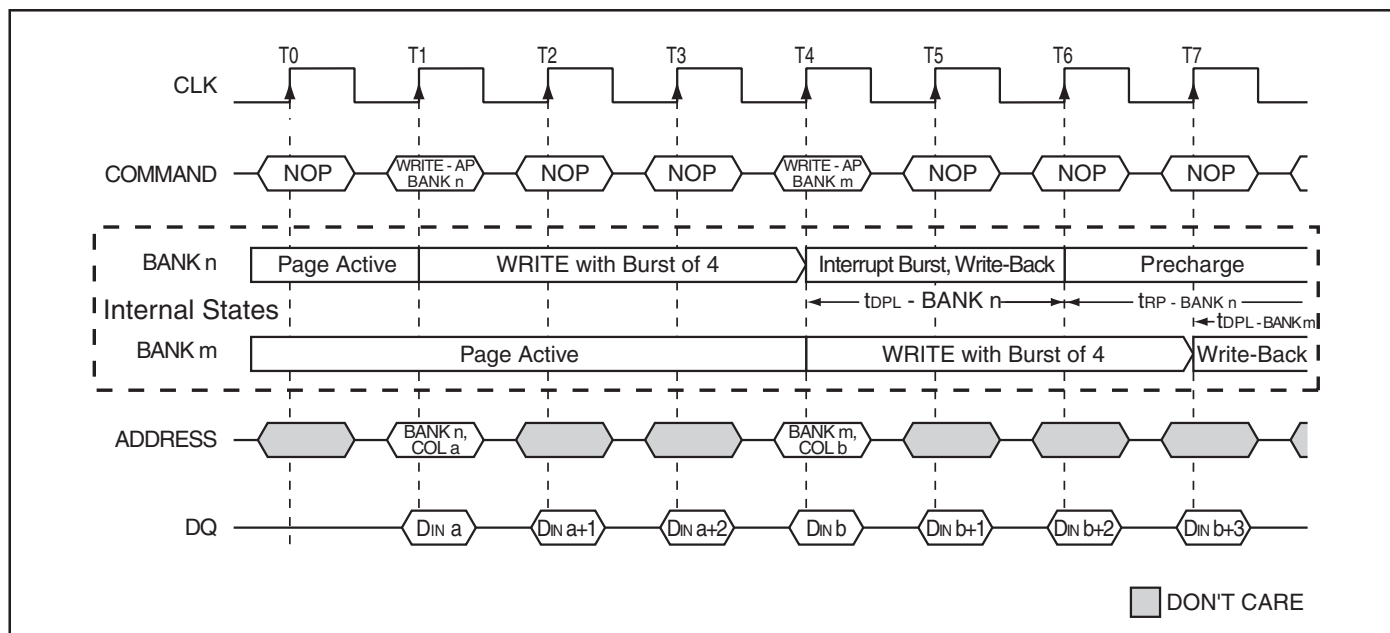 T0 T1 T2 T3 T4 T5 T6 T7
CLK
COMMAND NOP WRITE - AP BANK n NOP NOP WRITE - AP BANK m NOP NOP NOP
BANK n Page Active WRITE with Burst of 4 Interrupt Burst, Write-Back Precharge
tDPL - BANK n tRP - BANK n
Internal States
tDPL - BANK m
BANK m Page Active WRITE with Burst of 4 Write-Back
ADDRESS BANK n, COL a BANK m, COL b
DQ DIN a DIN a+1 DIN a+2 DIN b DIN b+1 DIN b+2 DIN b+3
DON'T CARE